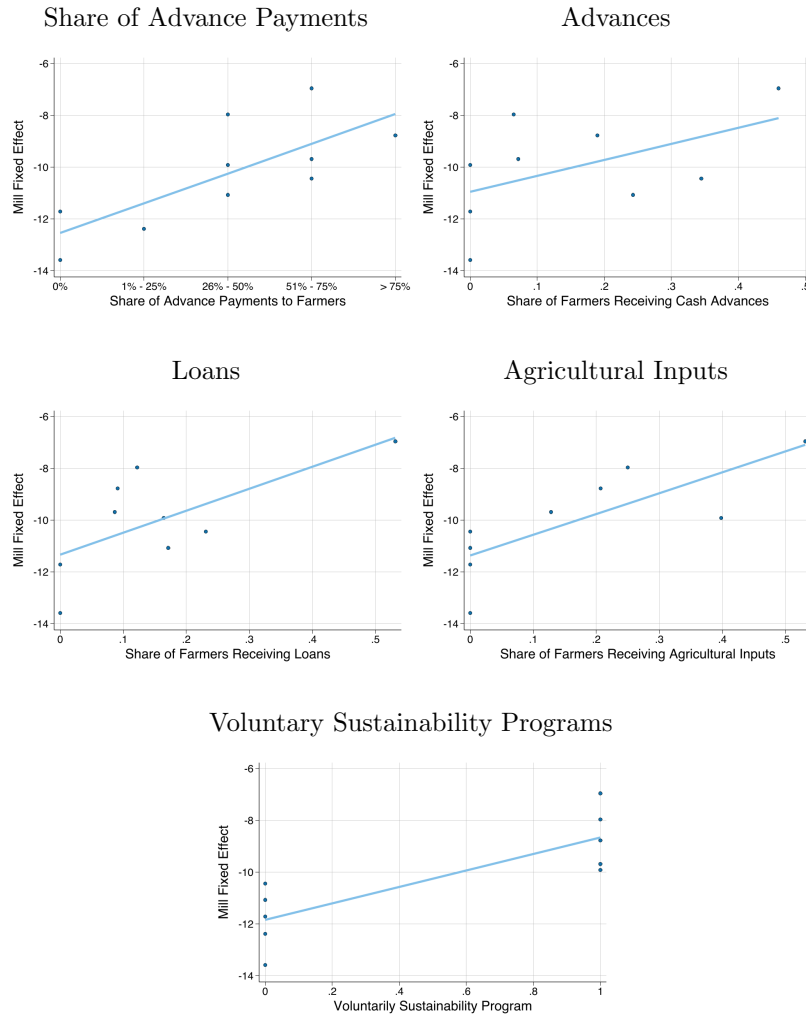 Share of Advance Payments
Mill Fixed Effect
-6
-8
-10
-12
-14
0% 1% - 25% 26% - 50% 51% - 75% > 75%
Share of Advance Payments to Farmers
Advances
Mill Fixed Effect
-6
-8
-10
-12
-14
0 .1 .2 .3 .4
Share of Farmers Receiving Cash Advances
Loans
Mill Fixed Effect
-6
-8
-10
-12
-14
0 .1 .2 .3 .4 .5
Share of Farmers Receiving Loans
Agricultural Inputs
Mill Fixed Effect
-6
-8
-10
-12
-14
0 .1 .2 .3 .4 .5
Share of Farmers Receiving Agricultural Inputs
Voluntary Sustainability Programs
Mill Fixed Effect
-6
-8
-10
-12
-14
0 .2 .4 .6 .8 1
Voluntarily Sustainability Program